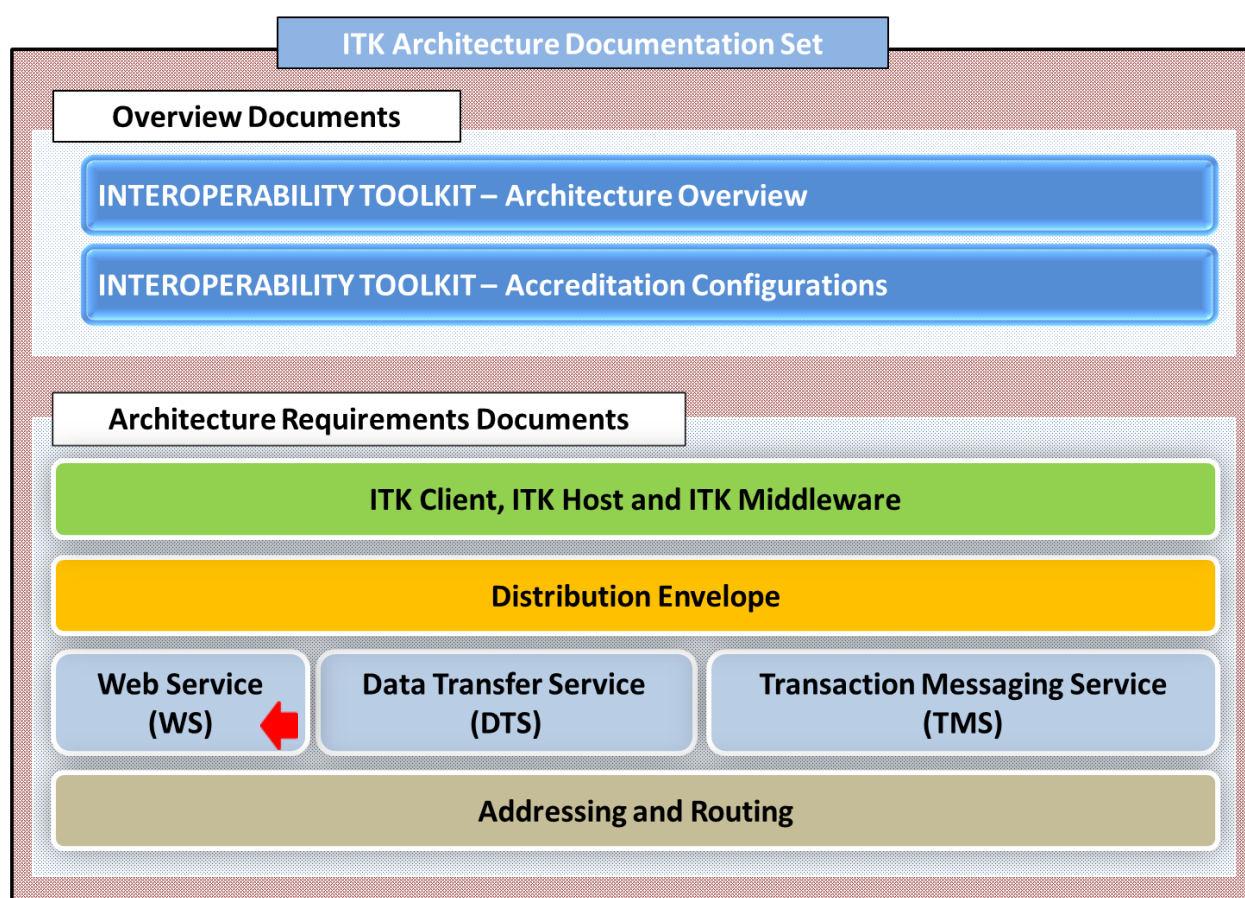 ITK Architecture Documentation Set
Overview Documents
INTEROPERABILITY TOOLKIT – Architecture Overview
INTEROPERABILITY TOOLKIT – Accreditation Configurations
Architecture Requirements Documents
ITK Client, ITK Host and ITK Middleware
Distribution Envelope
Web Service
(WS)
Data Transfer Service
(DTS)
Transaction Messaging Service
(TMS)
Addressing and Routing